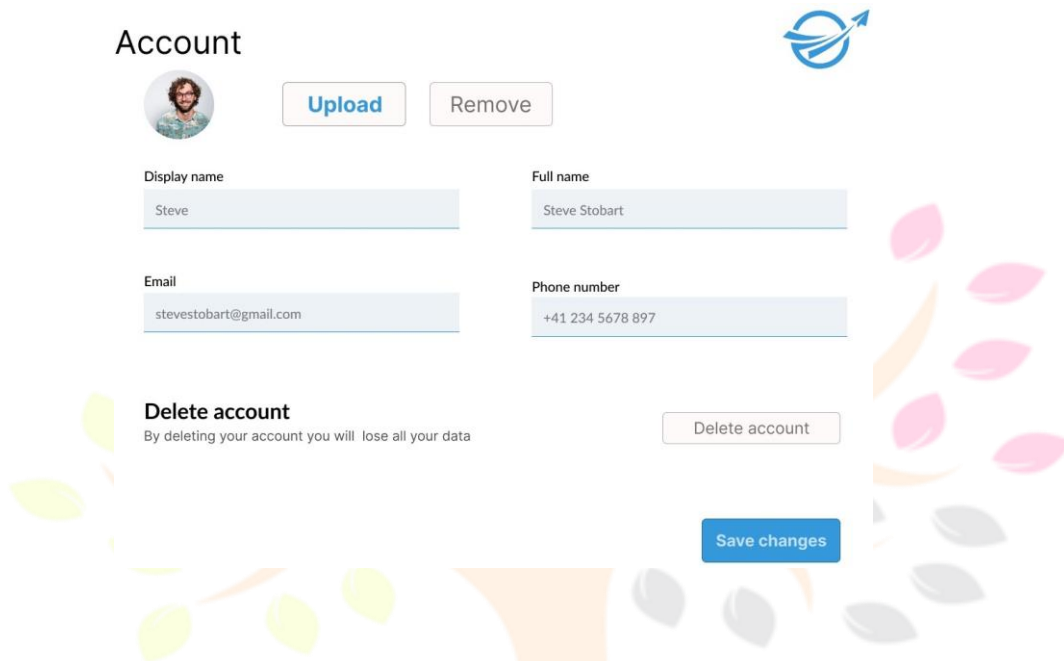 Account
Upload
Remove
Display name
Full name
Steve
Steve Stobart
Email
Phone number
stevestobart@gmail.com
+41 234 5678 897
Delete account
By deleting your account you will lose all your data
Delete account
Save changes